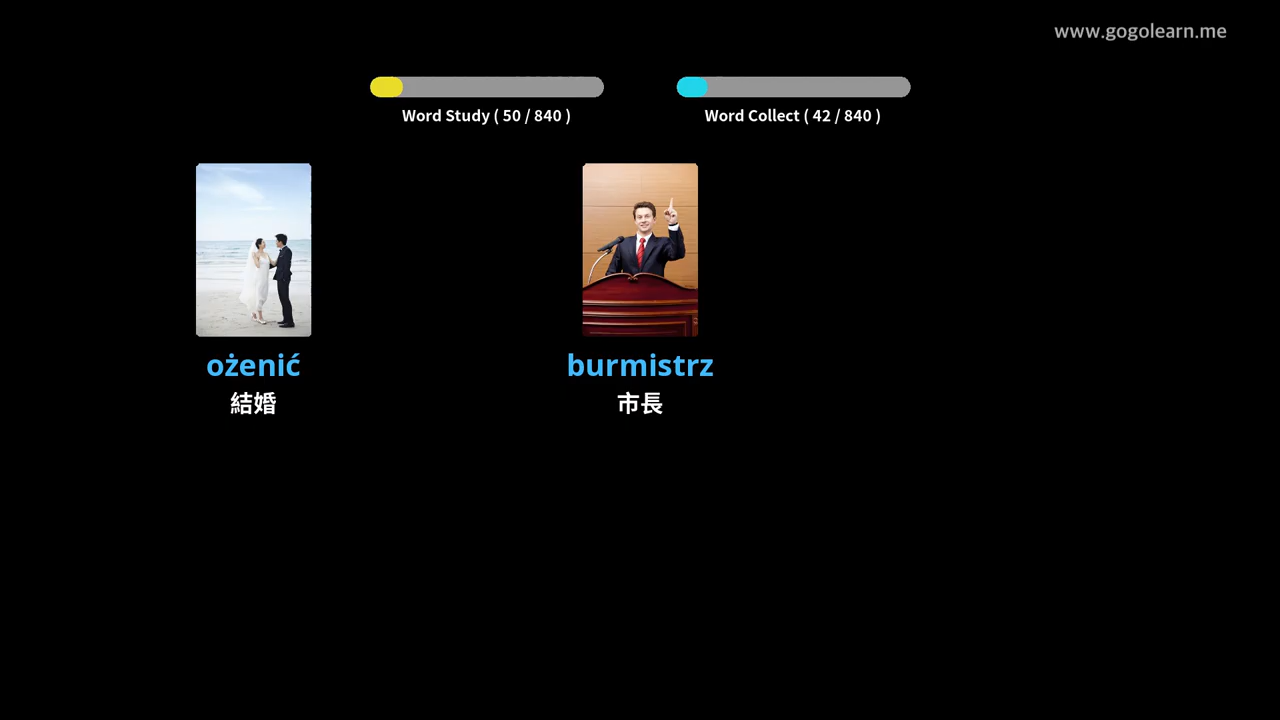 www.gogolearn.me
Word Study ( 50 / 840 )
Word Collect ( 42 / 840 )
ożenić
結婚
burmistrz
市長